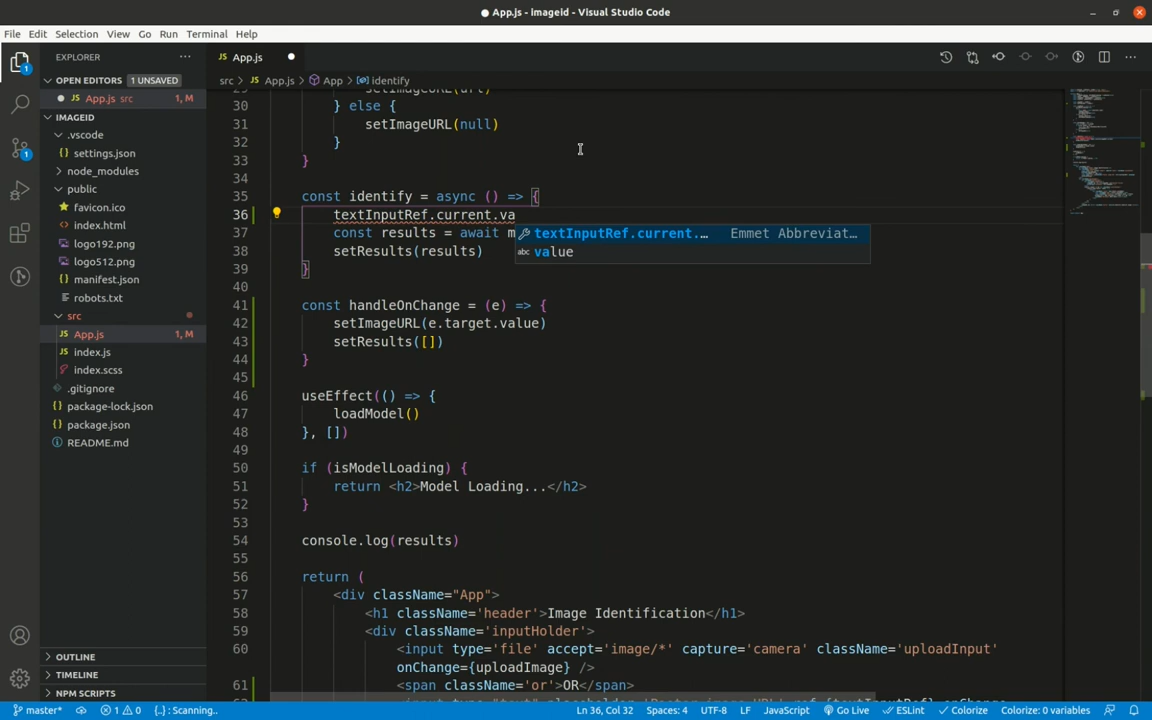 App.js - imageid - Visual Studio Code
File Edit Selection View Go Run Terminal Help
1
1
EXPLORER
OPEN EDITORS 1 UNSAVED
App.js src 1, M
IMAGEID
.vscode
settings.json
node_modules
public
favicon.ico
index.html
logo192.png
logo512.png
manifest.json
robots.txt
src
App.js 1, M
index.js
index.scss
.gitignore
package-lock.json
package.json
README.md
OUTLINE
TIMELINE
NPM SCRIPTS
App.js
src > App.js > App > identify
29 setImageURL(url)
30 } else {
31 setImageURL(null)
32 }
33 }
34
35 const identify = async () => {
36 textInputRef.current.va
37 const results = await m
38 setResults(results)
39 }
40
41 const handleOnChange = (e) => {
42 setImageURL(e.target.value)
43 setResults([])
44 }
45
46 useEffect(() => {
47 loadModel()
48 }, [])
49
50 if (isModelLoading) {
51 return <h2>Model Loading...</h2>
52 }
53
54 console.log(results)
55
56 return (
57 <div className="App">
58 <h1 className='header'>Image Identification</h1>
59 <div className='inputHolder'>
60 <input type='file' accept='image/*' capture='camera' className='uploadInput'
onChange={uploadImage} />
61 <span className='or'>OR</span>
textInputRef.current.… Emmet Abbreviat…
abc value
master* 1 0 {..}: Scanning.. Ln 36, Col 32 Spaces: 4 UTF-8 LF JavaScript Go Live ESLint Colorize Colorize: 0 variables